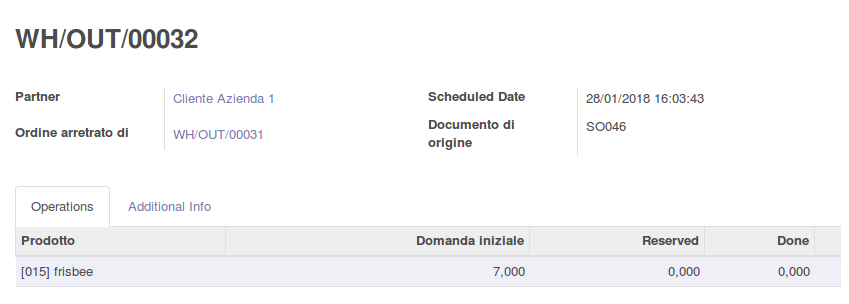 WH/OUT/00032
Partner Cliente Azienda 1 Scheduled Date 28/01/2018 16:03:43
Ordine arretrato di WH/OUT/00031 Documento di origine SO046
Operations Additional Info
Prodotto Domanda iniziale Reserved Done
[015] frisbee 7,000 0,000 0,000